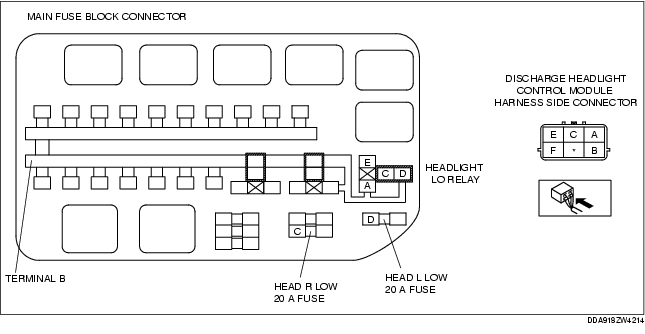 MAIN FUSE BLOCK CONNECTOR
DISCHARGE HEADLIGHT
CONTROL MODULE
HARNESS SIDE CONNECTOR
E C A
F * B
E
C D
A
HEADLIGHT
LO RELAY
C
D
TERMINAL B
HEAD R LOW
20 A FUSE
HEAD L LOW
20 A FUSE
DDA918ZW4214